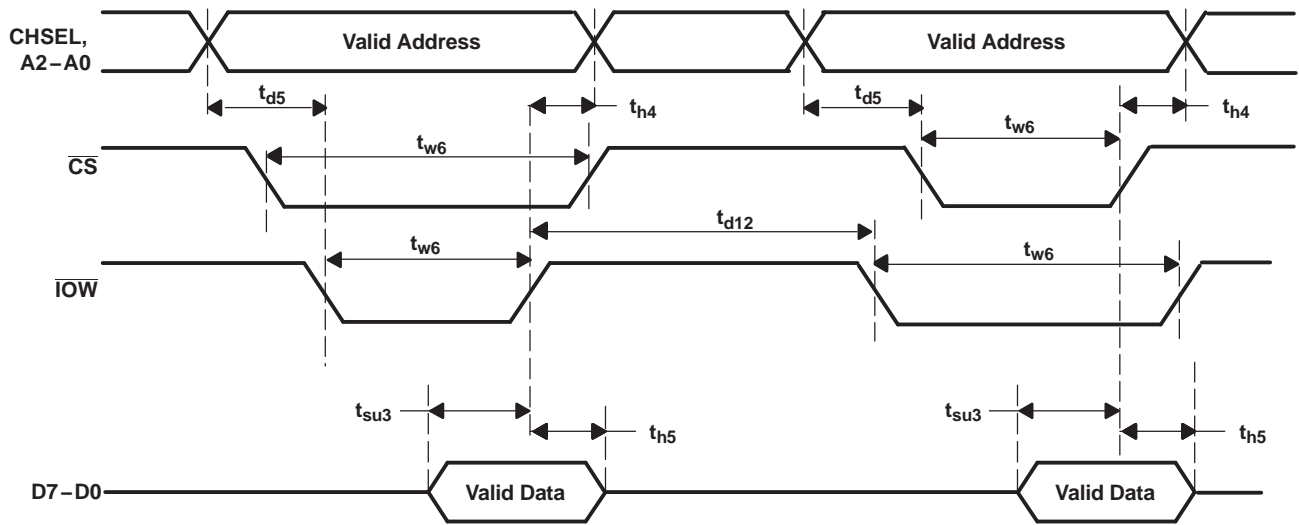 CHSEL,
A2–A0
Valid Address
Valid Address
td5
th4
td5
th4
CS
tw6
tw6
td12
IOW
tw6
tw6
tsu3
th5
tsu3
th5
D7–D0
Valid Data
Valid Data